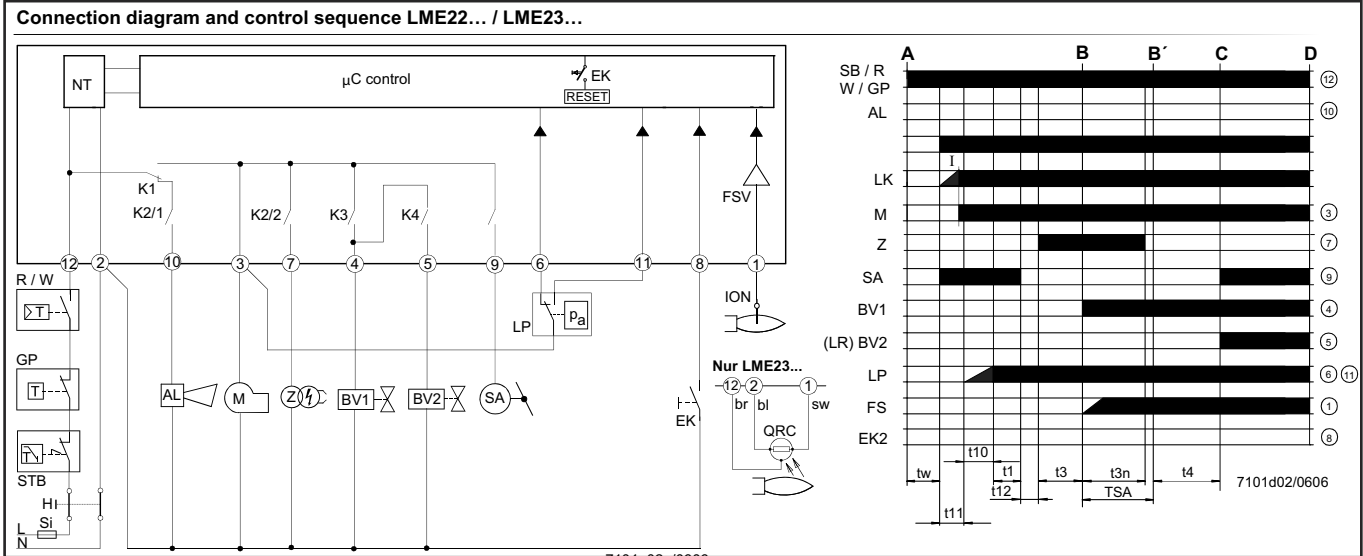 Connection diagram and control sequence LME22… / LME23…
NT
µC control
EK
RESET
K1
K2/1
K2/2
K3
K4
FSV
12 2 10 3 7 4 5 9 6 11 8 1
R / W
T
GP
T
STB
H
Si
L
N
AL
M
Z
BV1
BV2
SA
LP
pa
ION
EK
Nur LME23...
12 2 1
br bl sw
QRC
A B B´ C D
SB / R
W / GP
12
AL
10
I
LK
M
3
Z
7
SA
9
BV1
4
(LR) BV2
5
LP
6 11
FS
1
EK2
8
t10
tw t1 t3 t3n t4
t12 TSA
t11
7101d02/0606